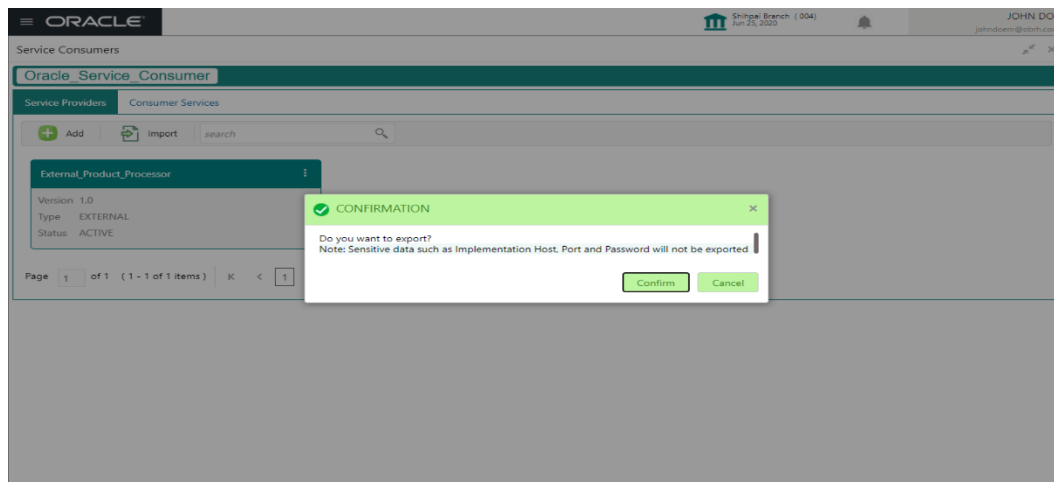 ORACLE
Shihpai Branch ( 004)
Jun 25, 2020
JOHN DO
johndoem@obrh.co
Service Consumers
Oracle_Service_Consumer
Service Providers
Consumer Services
Add
Import
search
External_Product_Processor
Version 1.0
Type EXTERNAL
Status ACTIVE
CONFIRMATION
Do you want to export?
Note: Sensitive data such as Implementation Host, Port and Password will not be exported
Confirm
Cancel
Page 1 of 1 ( 1 - 1 of 1 items ) K < 1